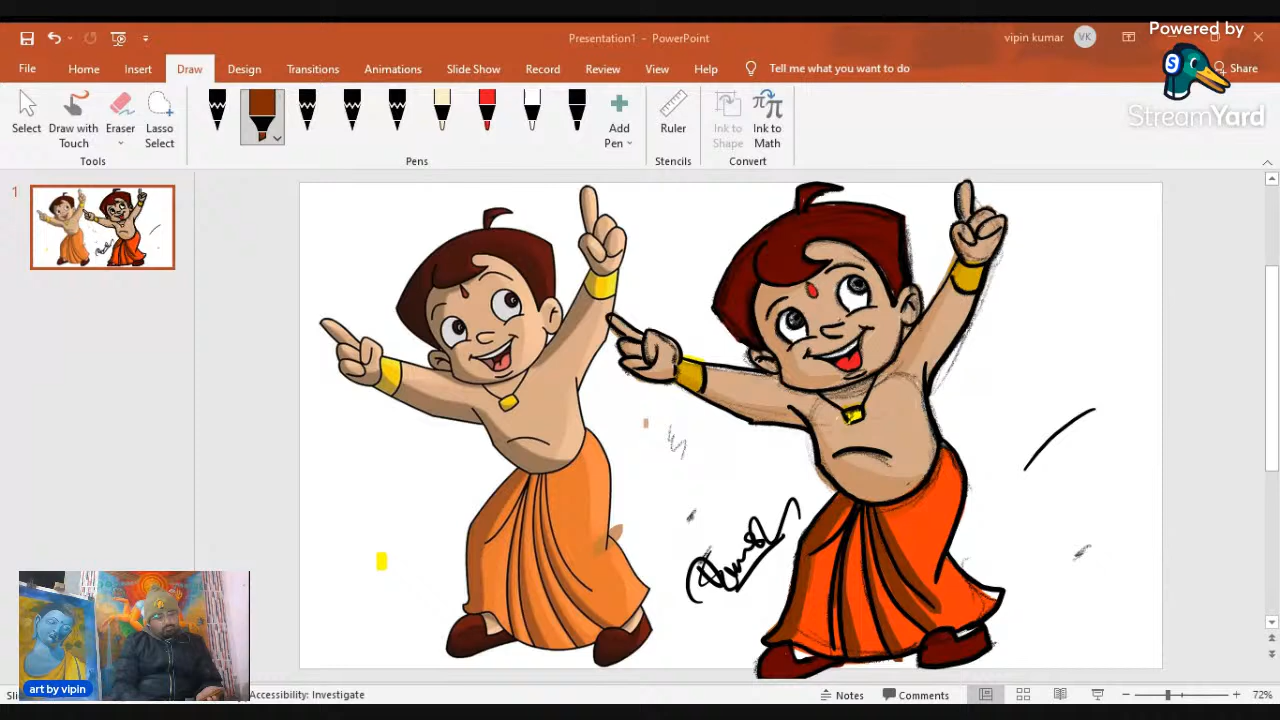 Powered by
StreamYard
S
Presentation1 - PowerPoint
vipin kumar
VK
File
Home
Insert
Draw
Design
Transitions
Animations
Slide Show
Record
Review
View
Help
Tell me what you want to do
Share
Select
Draw with
Touch
Eraser
Lasso
Select
Tools
Pens
Add
Pen
Ruler
Stencils
Ink to
Shape
Ink to
Math
Convert
1
art by vipin
Accessibility: Investigate
Notes
Comments
72%